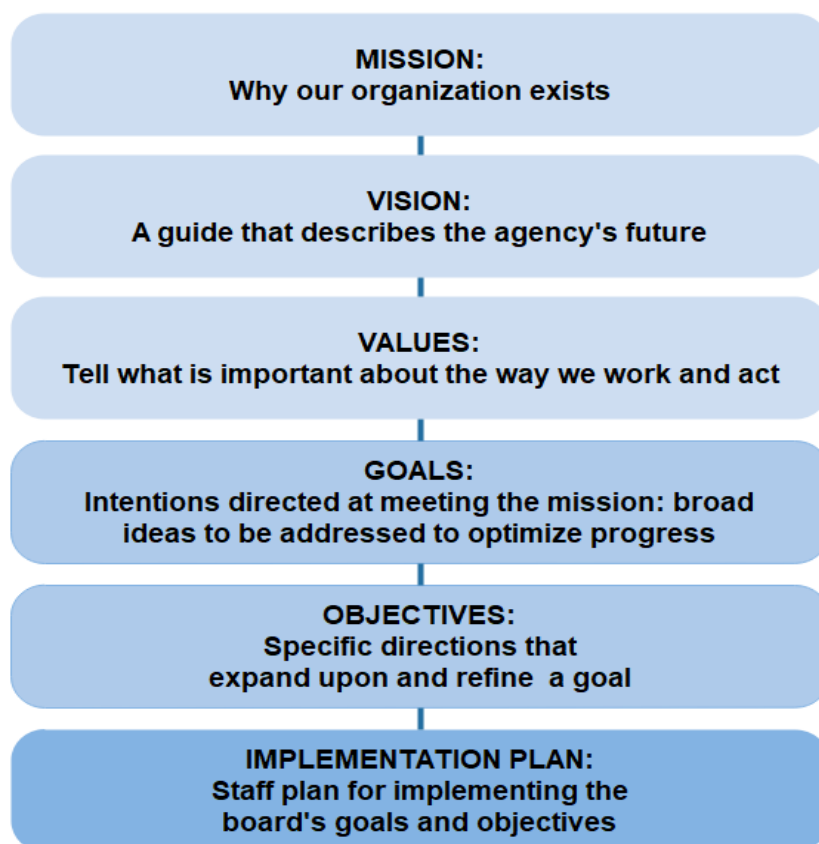 MISSION:
Why our organization exists
VISION:
A guide that describes the agency's future
VALUES:
Tell what is important about the way we work and act
GOALS:
Intentions directed at meeting the mission: broad
ideas to be addressed to optimize progress
OBJECTIVES:
Specific directions that
expand upon and refine  a goal
IMPLEMENTATION PLAN:
Staff plan for implementing the
board's goals and objectives